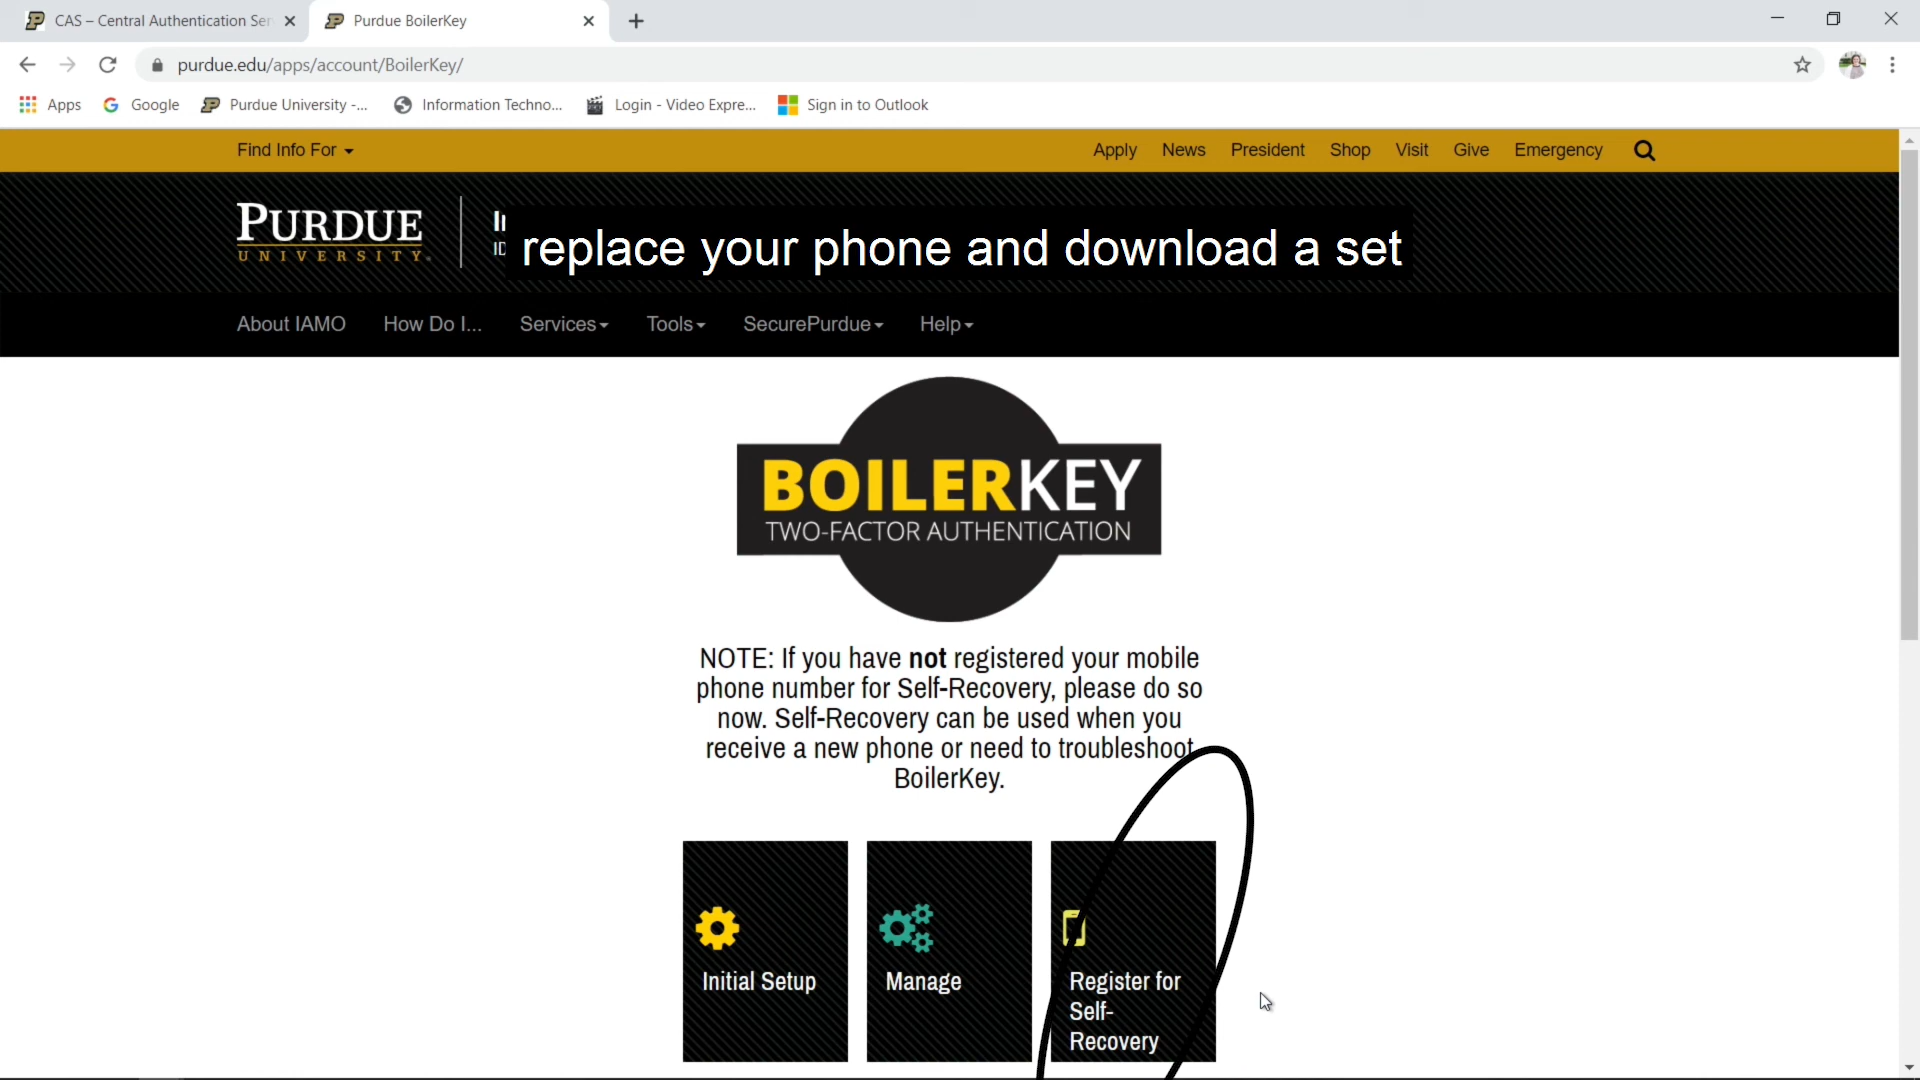 CAS – Central Authentication Ser
Purdue BoilerKey
purdue.edu/apps/account/BoilerKey/
Apps
Google
Purdue University -...
Information Techno...
Login - Video Expre...
Sign in to Outlook
Find Info For
Apply
News
President
Shop
Visit
Give
Emergency
PURDUE
UNIVERSITY
replace your phone and download a set
About IAMO
How Do I...
Services
Tools
SecurePurdue
Help
BOILERKEY
TWO-FACTOR AUTHENTICATION
NOTE: If you have not registered your mobile
phone number for Self-Recovery, please do so
now. Self-Recovery can be used when you
receive a new phone or need to troubleshoot
BoilerKey.
Initial Setup
Manage
Register for
Self-
Recovery